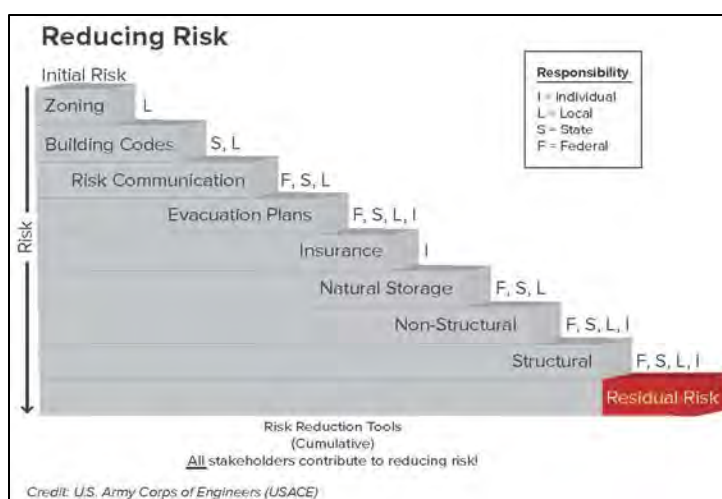 Reducing Risk
Initial Risk
Responsibility
I = Individual
L = Local
S = State
F = Federal
Zoning L
Building Codes S, L
Risk Communication F, S, L
Evacuation Plans F, S, L, I
Insurance I
Natural Storage F, S, L
Non-Structural F, S, L, I
Structural F, S, L, I
Residual Risk
Risk
Risk Reduction Tools
(Cumulative)
All stakeholders contribute to reducing risk!
Credit: U.S. Army Corps of Engineers (USACE)